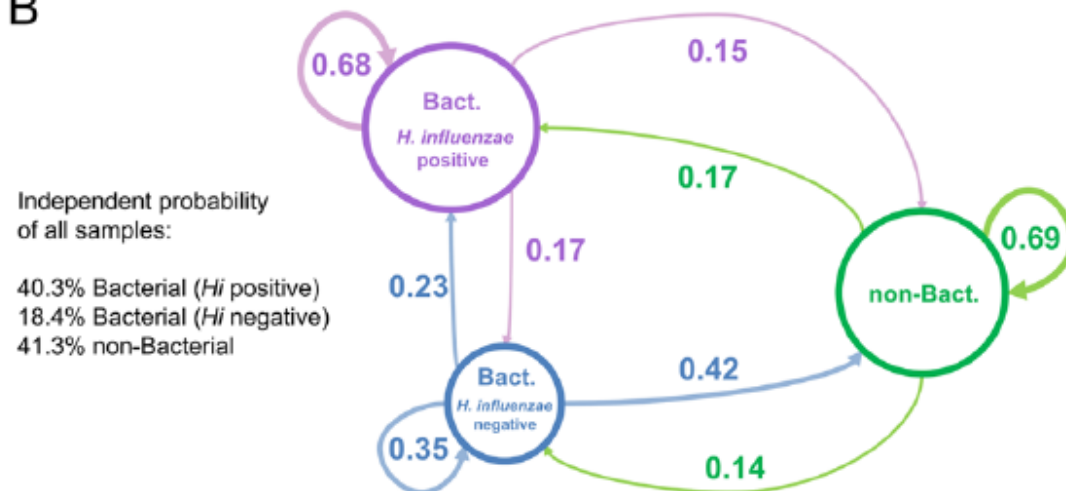 B
0.68
0.15
Bact.
H. influenzae
positive
0.17
Independent probability
of all samples:
0.69
0.17
0.23
40.3% Bacterial (Hi positive)
non-Bact.
18.4% Bacterial (Hi negative)
41.3% non-Bacterial
0.42
Bact.
H. influenzae
negative
0.35
0.14